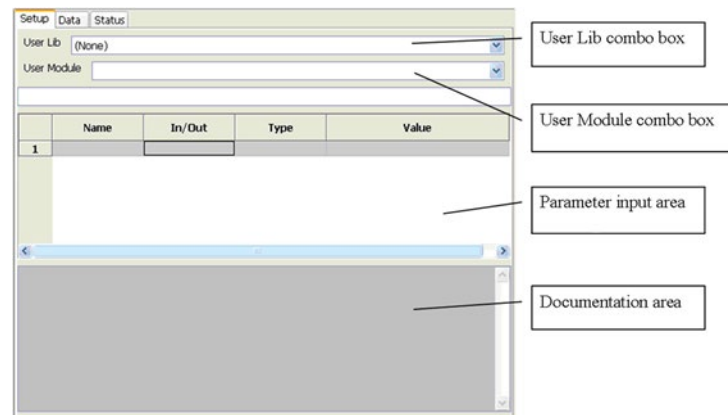 Setup Data Status
User Lib (None)
User Lib combo box
User Module
User Module combo box
Name In/Out Type Value
1
Parameter input area
Documentation area